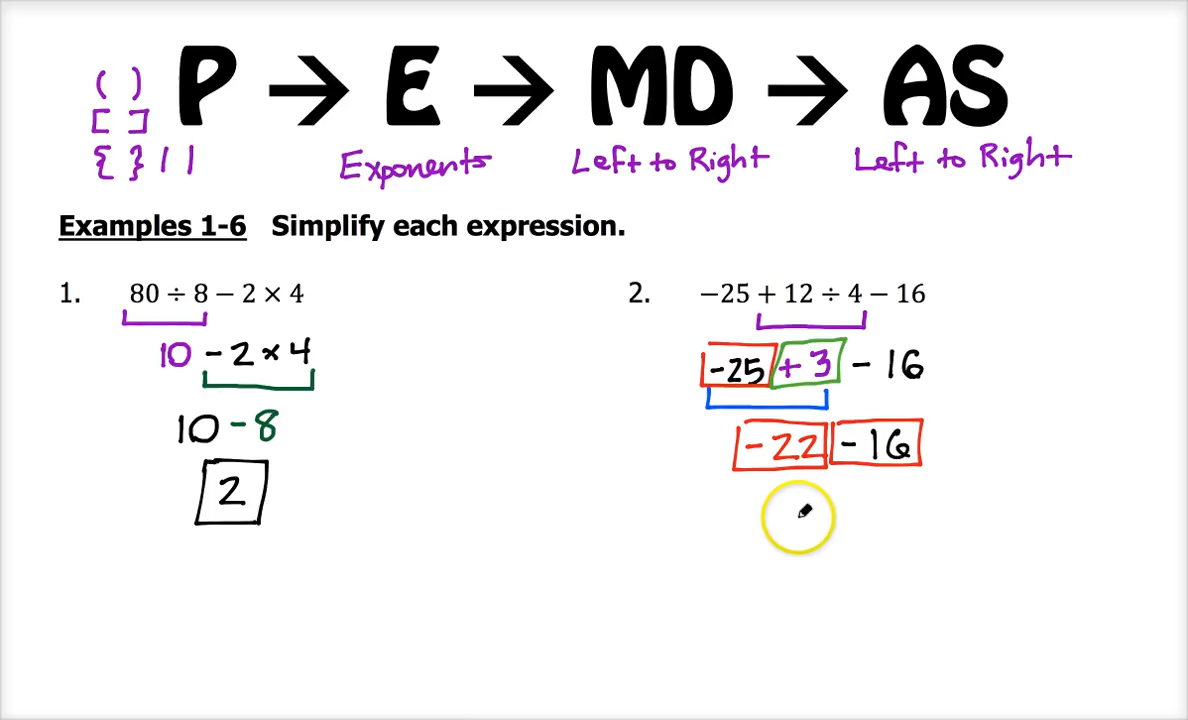 ( ) P → E → MD → AS
[ ]
{ } | | Exponents Left to Right Left to Right
Examples 1-6 Simplify each expression.
1. 80 ÷ 8 − 2 × 4
10 - 2 × 4
10 - 8
2
2. −25 + 12 ÷ 4 − 16
-25 + 3 - 16
-22 - 16